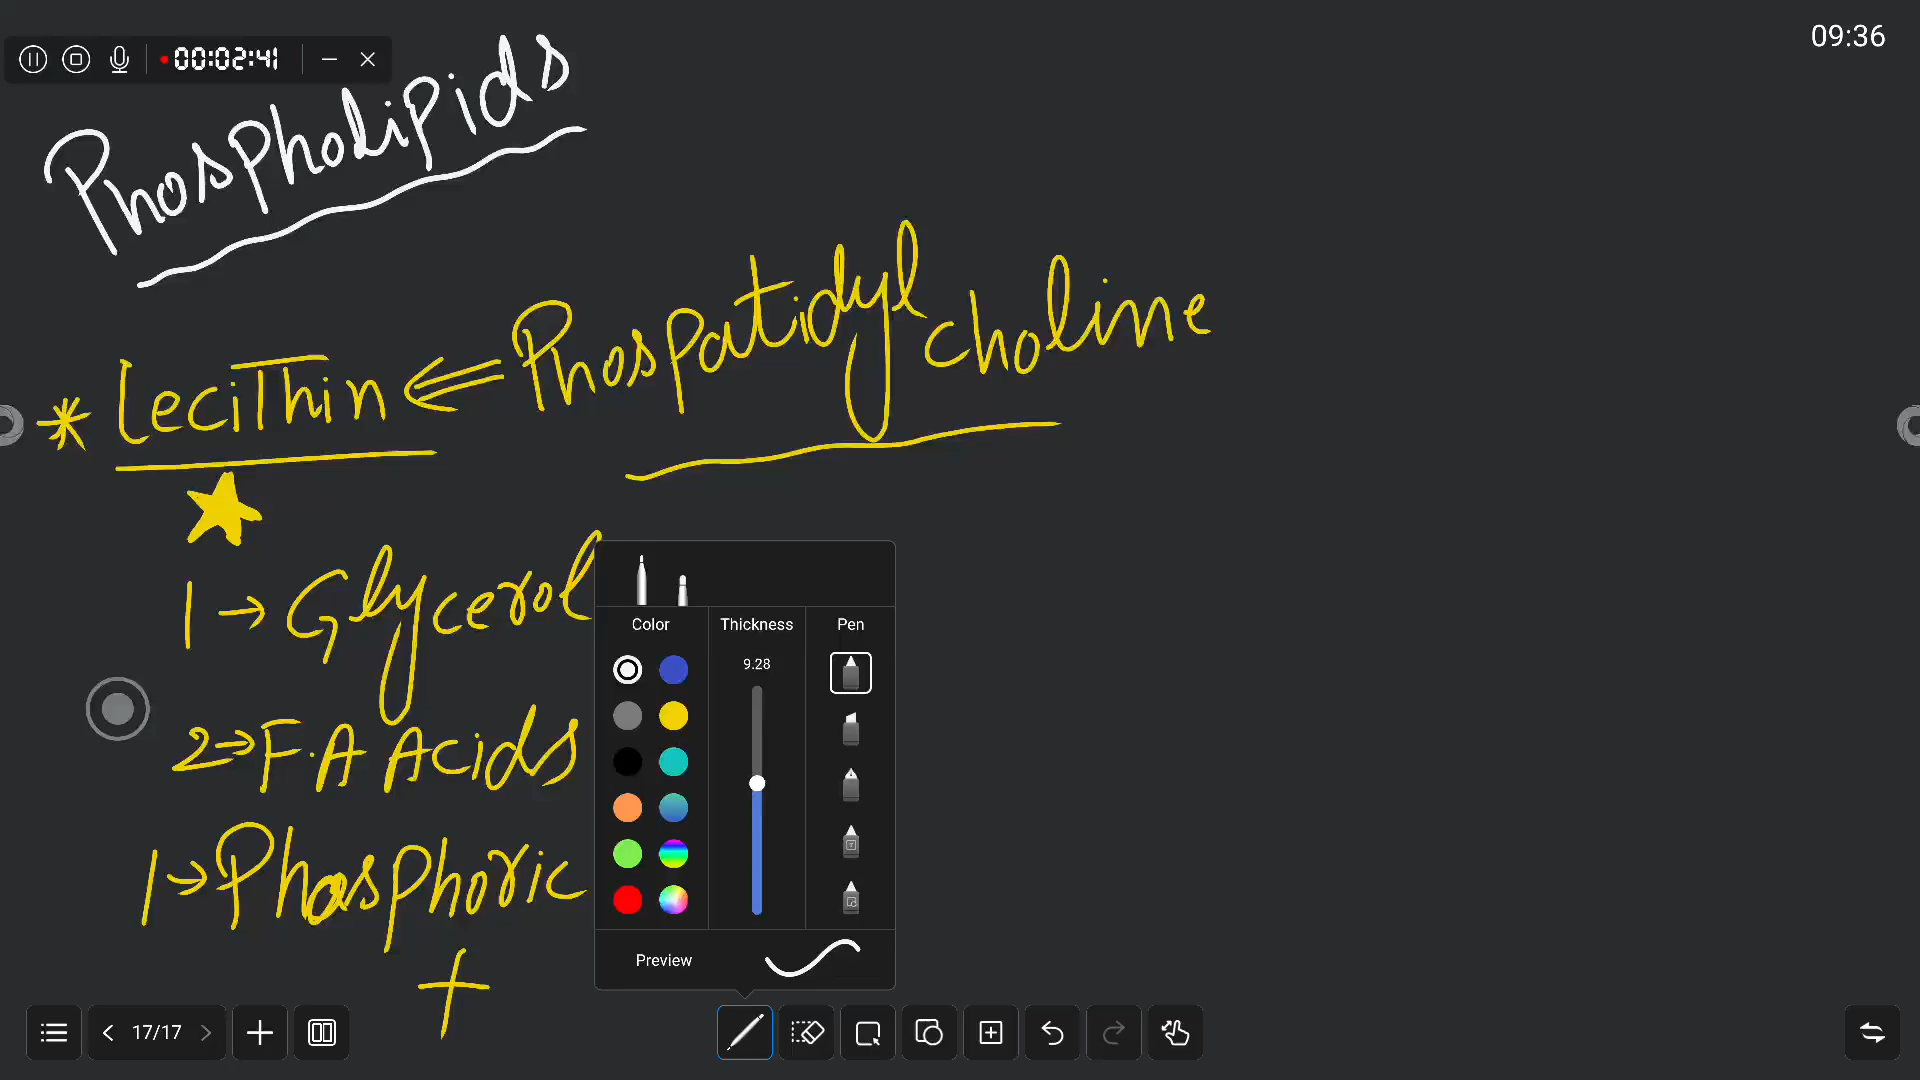 09:36
00:02:41
Phospholipids
* Lecithin ⇐ Phospatidyl choline
1 → Glycerol
2 → F.A Acids
1 → Phosphoric
+
Color Thickness Pen
9.28
Preview
17/17